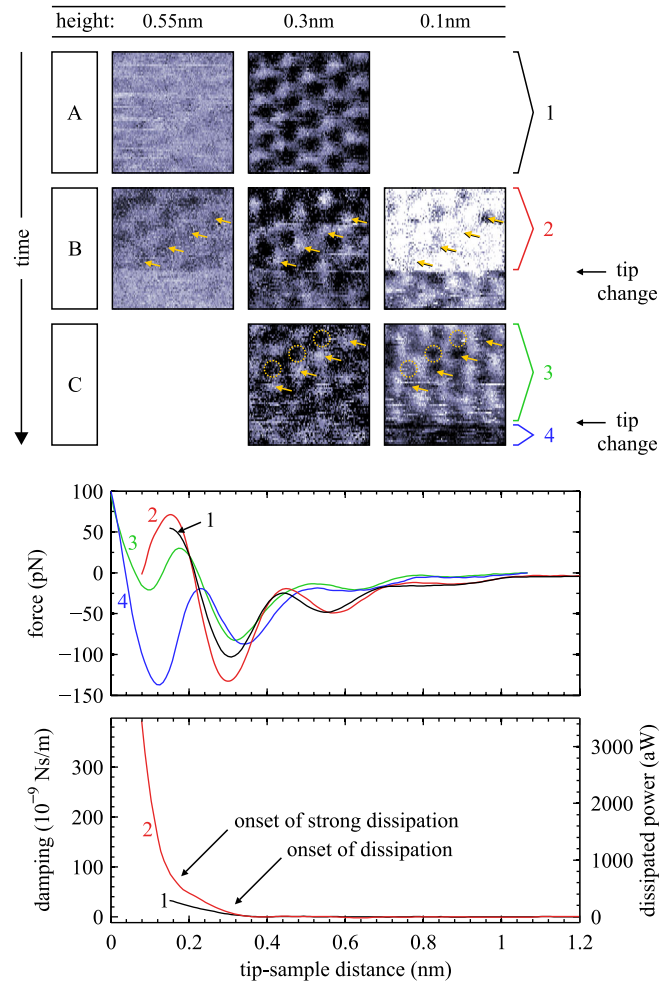 height: 0.55nm 0.3nm 0.1nm
A
1
time
B
2
tip
change
C
3
4
tip
change
100
50
0
−50
−100
−150
force (pN)
1
2
3
4
300
200
100
0
damping (10⁻⁹ Ns/m)
3000
2000
1000
0
dissipated power (aW)
2
onset of strong dissipation
onset of dissipation
1
0 0.2 0.4 0.6 0.8 1 1.2
tip-sample distance (nm)